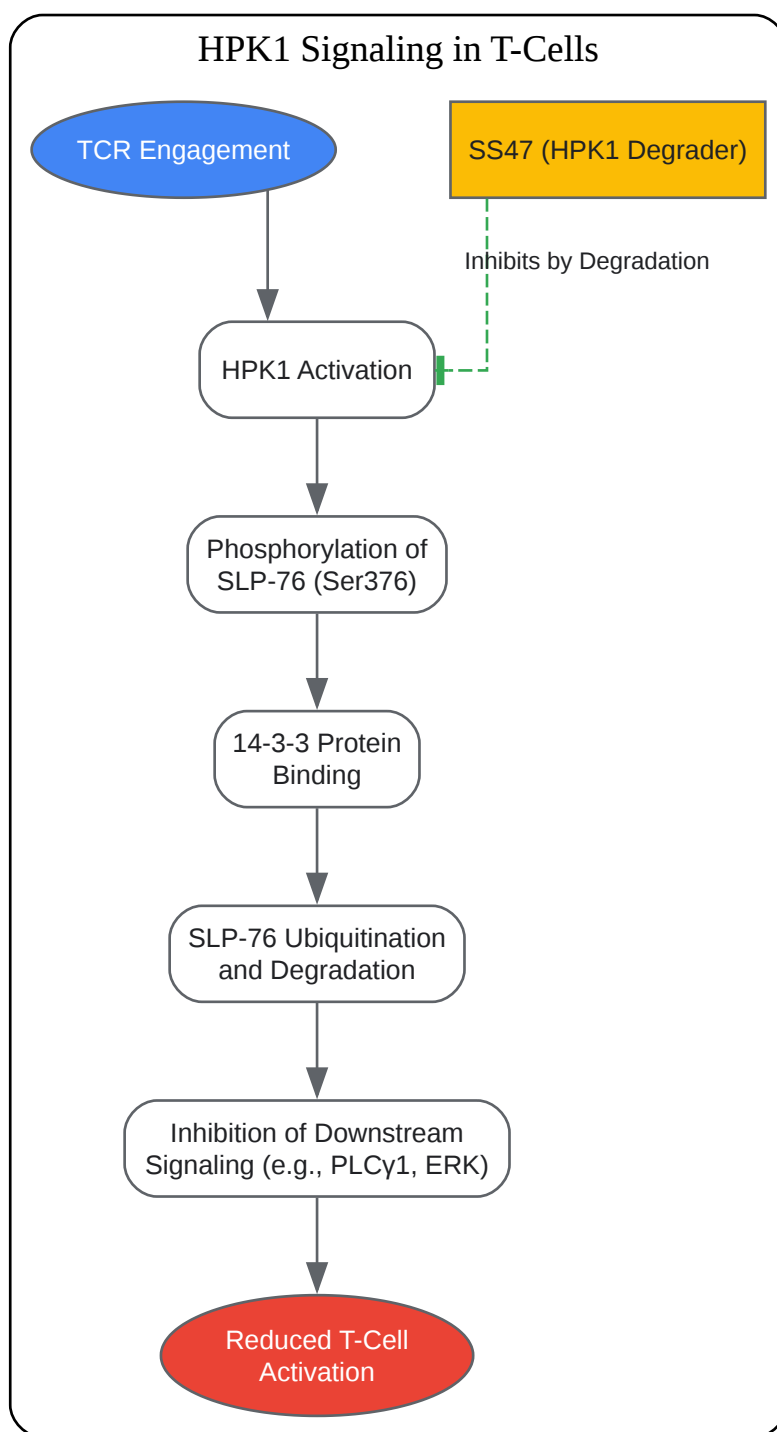 HPK1 Signaling in T-Cells
TCR Engagement
SS47 (HPK1 Degrader)
Inhibits by Degradation
HPK1 Activation
Phosphorylation of
SLP-76 (Ser376)
14-3-3 Protein
Binding
SLP-76 Ubiquitination
and Degradation
Inhibition of Downstream
Signaling (e.g., PLCγ1, ERK)
Reduced T-Cell
Activation